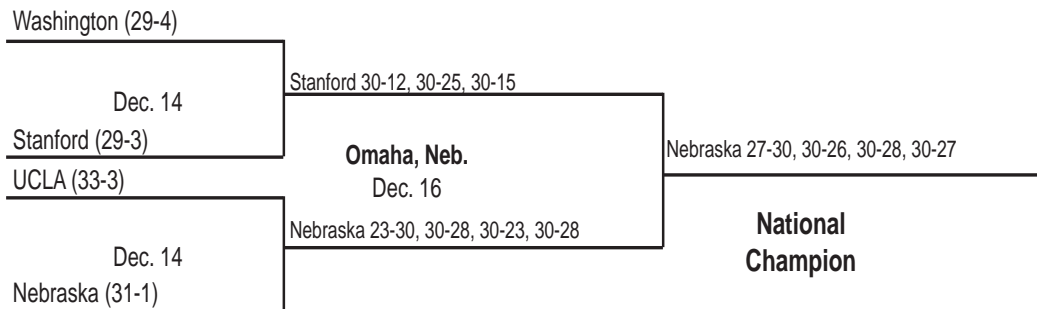 Washington (29-4)
Stanford 30-12, 30-25, 30-15
Dec. 14
Stanford (29-3)
Omaha, Neb.
Dec. 16
Nebraska 27-30, 30-26, 30-28, 30-27
UCLA (33-3)
Nebraska 23-30, 30-28, 30-23, 30-28
National
Champion
Dec. 14
Nebraska (31-1)